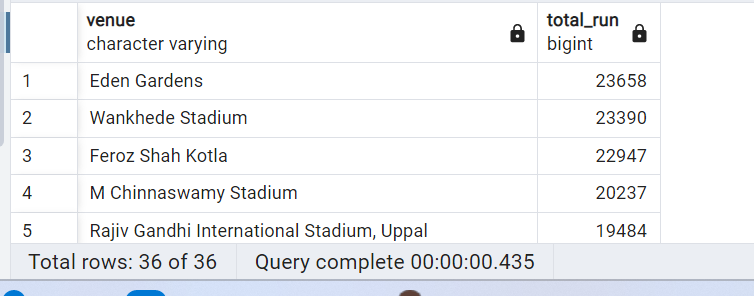 venue total_run
character varying bigint
1 Eden Gardens 23658
2 Wankhede Stadium 23390
3 Feroz Shah Kotla 22947
4 M Chinnaswamy Stadium 20237
5 Rajiv Gandhi International Stadium, Uppal 19484
Total rows: 36 of 36 Query complete 00:00:00.435